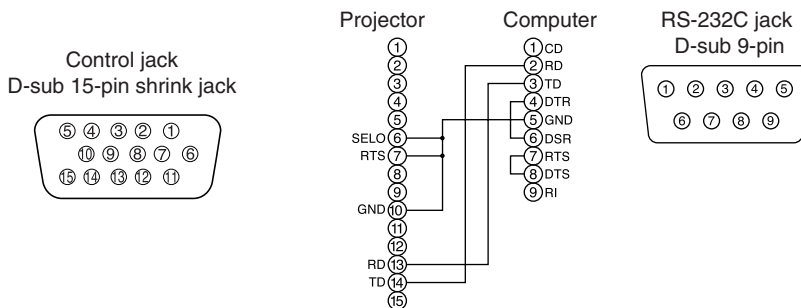 Control jack
D-sub 15-pin shrink jack
5 4 3 2 1
10 9 8 7 6
15 14 13 12 11
Projector
1
2
3
4
5
SELO 6
RTS 7
8
9
GND 10
11
12
RD 13
TD 14
15
Computer
1 CD
2 RD
3 TD
4 DTR
5 GND
6 DSR
7 RTS
8 DTS
9 RI
RS-232C jack
D-sub 9-pin
1 2 3 4 5
6 7 8 9